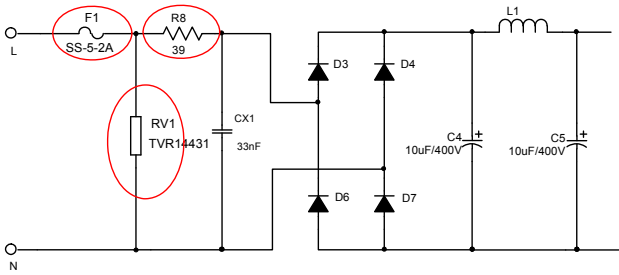 F1
R8
L1
L
SS-5-2A
39
D3
D4
CX1
RV1
TVR14431
33nF
C4
+
10uF/400V
C5
+
10uF/400V
D6
D7
N